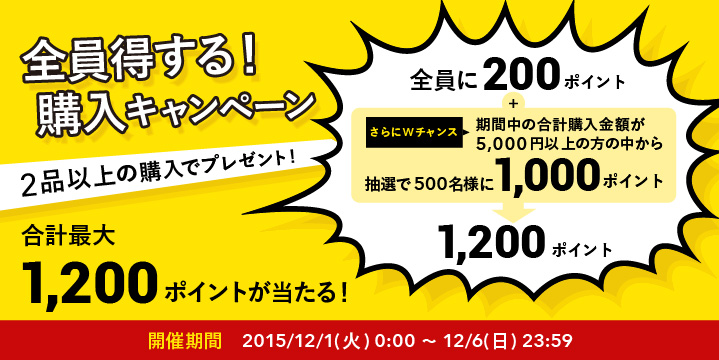 全員得する！
購入キャンペーン
2品以上の購入でプレゼント！
合計最大
1,200ポイントが当たる！
全員に200ポイント
+
さらにWチャンス
期間中の合計購入金額が
5,000円以上の方の中から
抽選で500名様に1,000ポイント
1,200ポイント
開催期間 2015/12/1(火) 0:00 ～ 12/6(日) 23:59